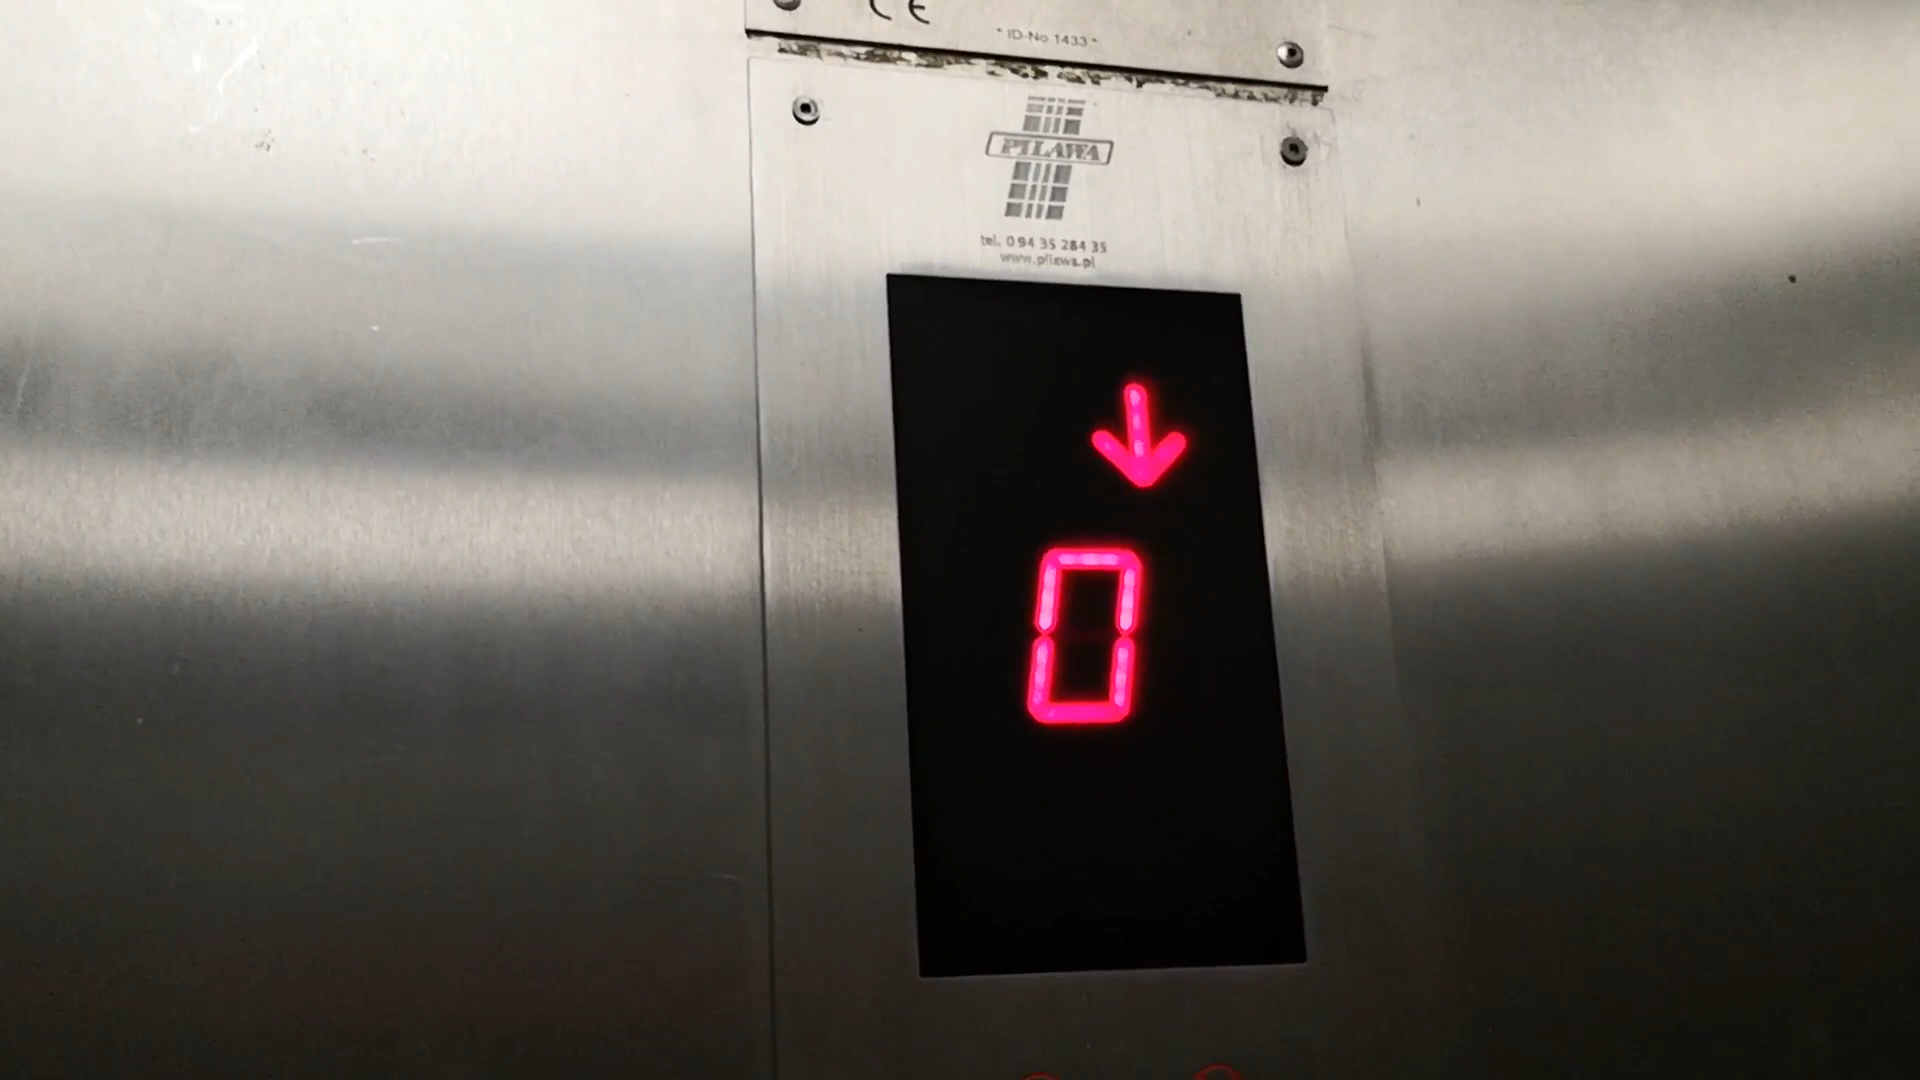 CE
ID-No 1433
PILAWA
tel. 0 94 35 284 35
www.pilawa.pl
0